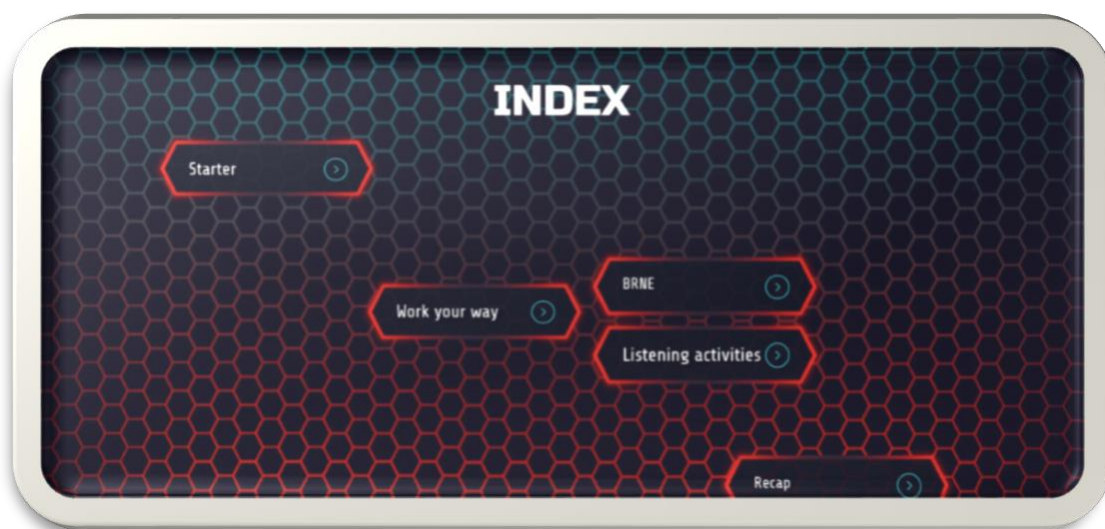 INDEX
Starter
Work your way
BRNE
Listening activities
Recap